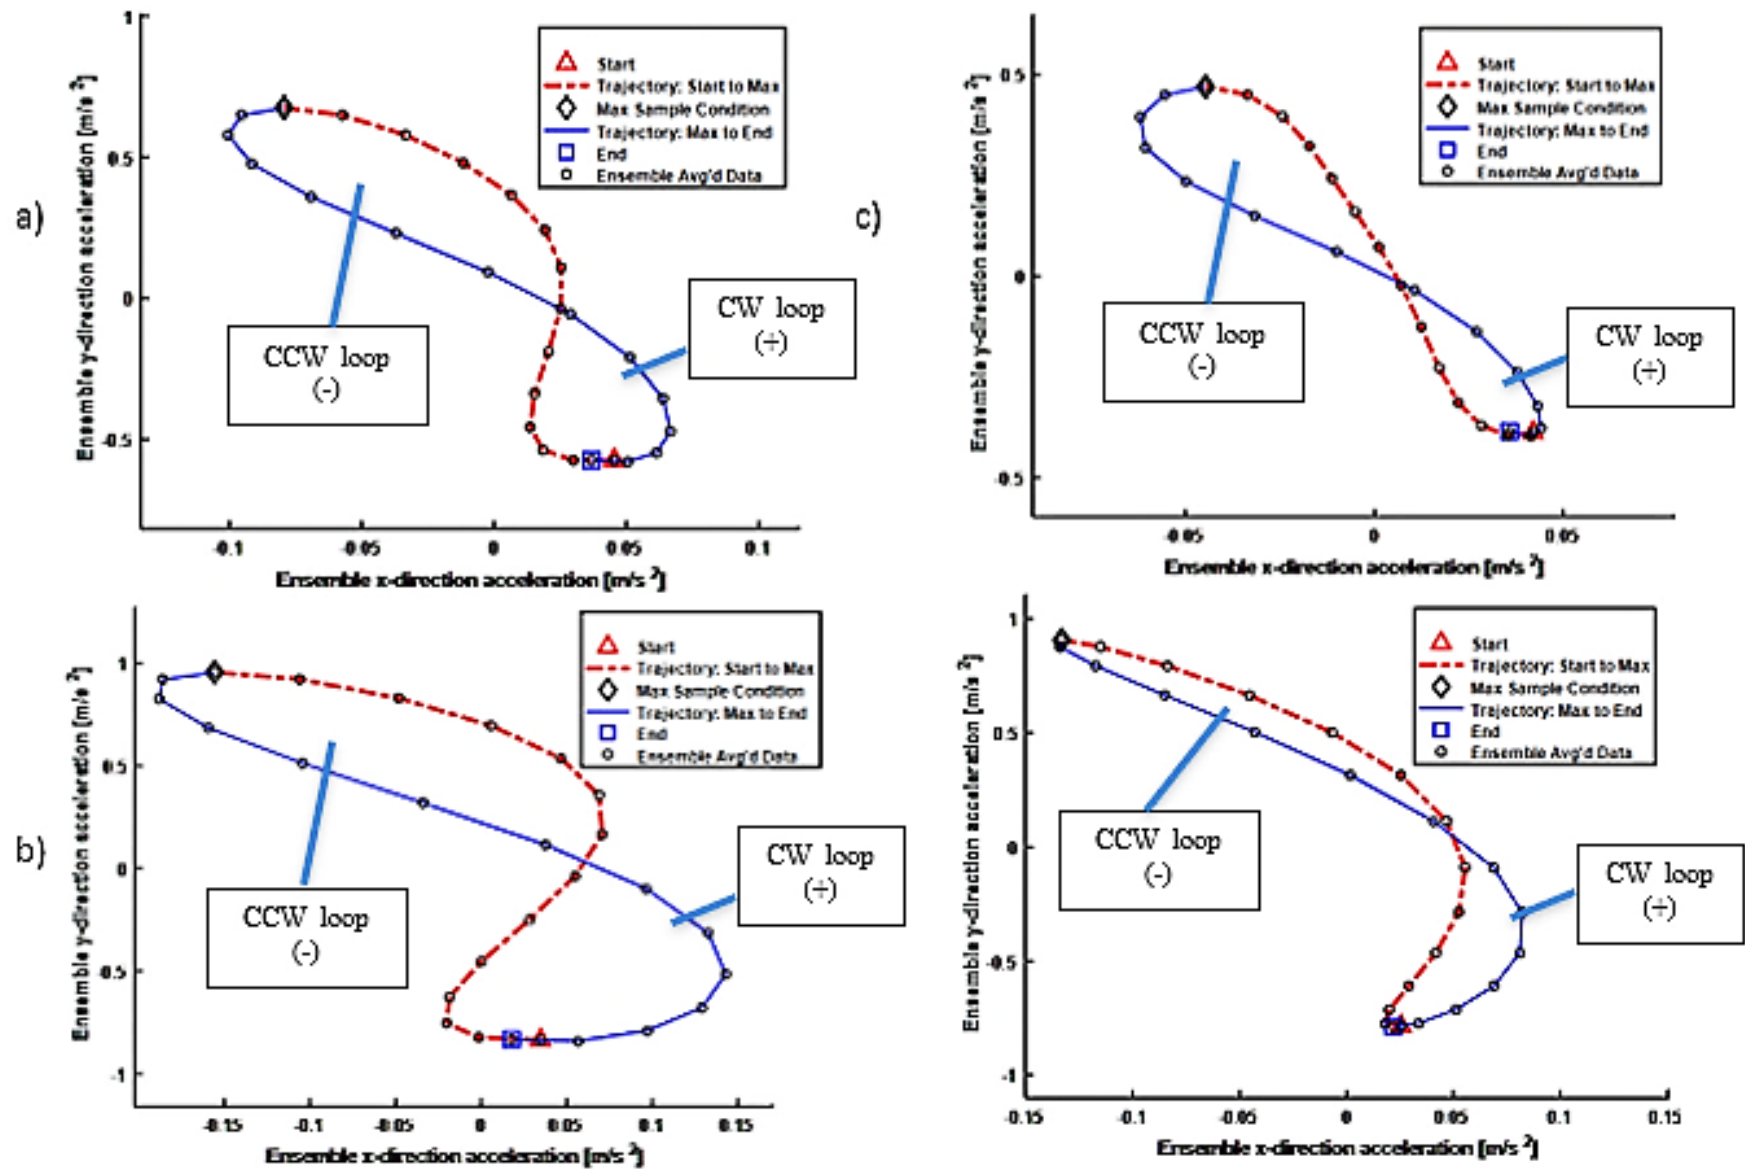 a)
1
0.5
0
-0.5
-0.1
-0.05
0
0.05
0.1
Ensemble y-direction acceleration [m/s 2]
Ensemble x-direction acceleration [m/s 2]
Start
Trajectory: Start to Max
Max Sample Condition
Trajectory: Max to End
End
Ensemble Avg'd Data
CCW loop
(-)
CW loop
(+)
c)
0.5
0
-0.5
-0.05
0
0.05
Ensemble y-direction acceleration [m/s 2]
Ensemble x-direction acceleration [m/s 2]
Start
Trajectory: Start to Max
Max Sample Condition
Trajectory: Max to End
End
Ensemble Avg'd Data
CCW loop
(-)
CW loop
(+)
b)
1
0.5
0
-0.5
-1
-0.15
-0.1
-0.05
0
0.05
0.1
0.15
Ensemble y-direction acceleration [m/s 2]
Ensemble x-direction acceleration [m/s 2]
Start
Trajectory: Start to Max
Max Sample Condition
Trajectory: Max to End
End
Ensemble Avg'd Data
CCW loop
(-)
CW loop
(+)
1
0.5
0
-0.5
-1
-0.15
-0.1
-0.05
0
0.05
0.1
0.15
Ensemble y-direction acceleration [m/s 2]
Ensemble x-direction acceleration [m/s 2]
Start
Trajectory: Start to Max
Max Sample Condition
Trajectory: Max to End
End
Ensemble Avg'd Data
CCW loop
(-)
CW loop
(+)